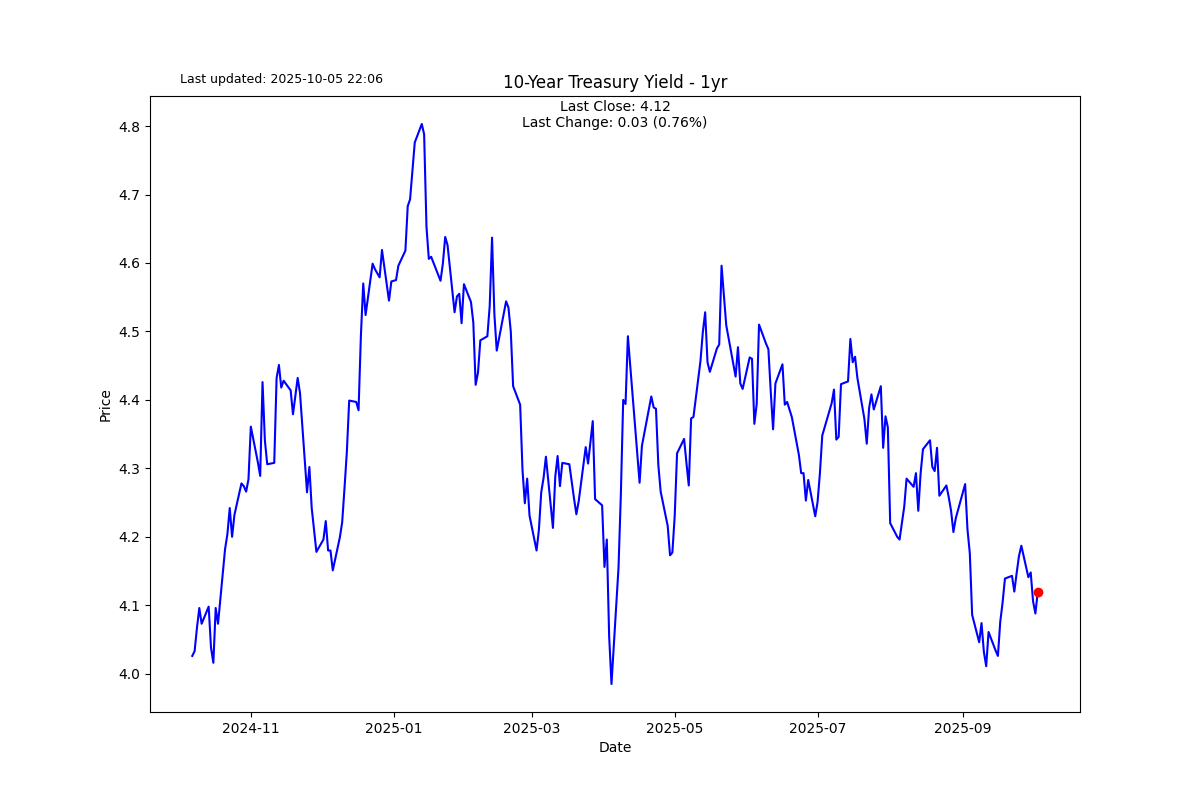 Last updated: 2025-10-05 22:06
10-Year Treasury Yield - 1yr
Last Close: 4.12
Last Change: 0.03 (0.76%)
Price
4.8
4.7
4.6
4.5
4.4
4.3
4.2
4.1
4.0
2024-11
2025-01
2025-03
2025-05
2025-07
2025-09
Date